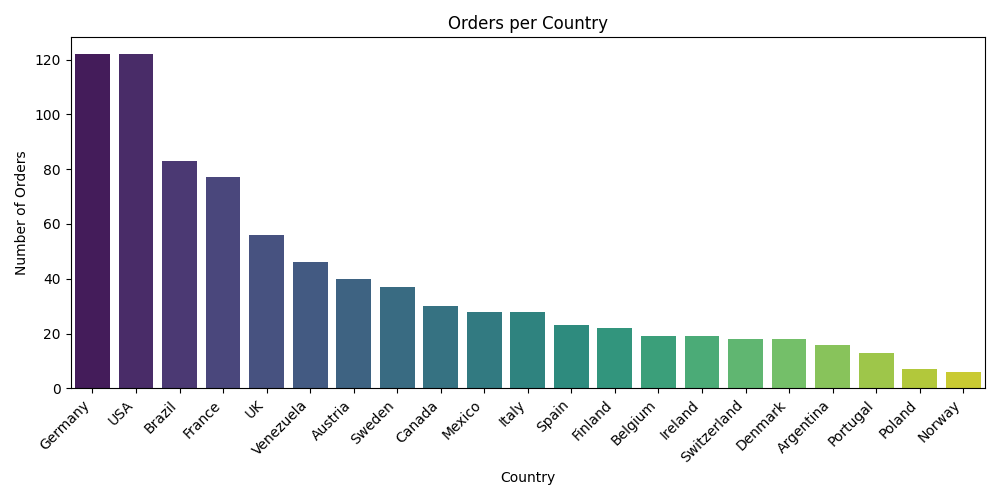 Orders per Country
Number of Orders
120
100
80
60
40
20
0
Germany
USA
Brazil
France
UK
Venezuela
Austria
Sweden
Canada
Mexico
Italy
Spain
Finland
Belgium
Ireland
Switzerland
Denmark
Argentina
Portugal
Poland
Norway
Country